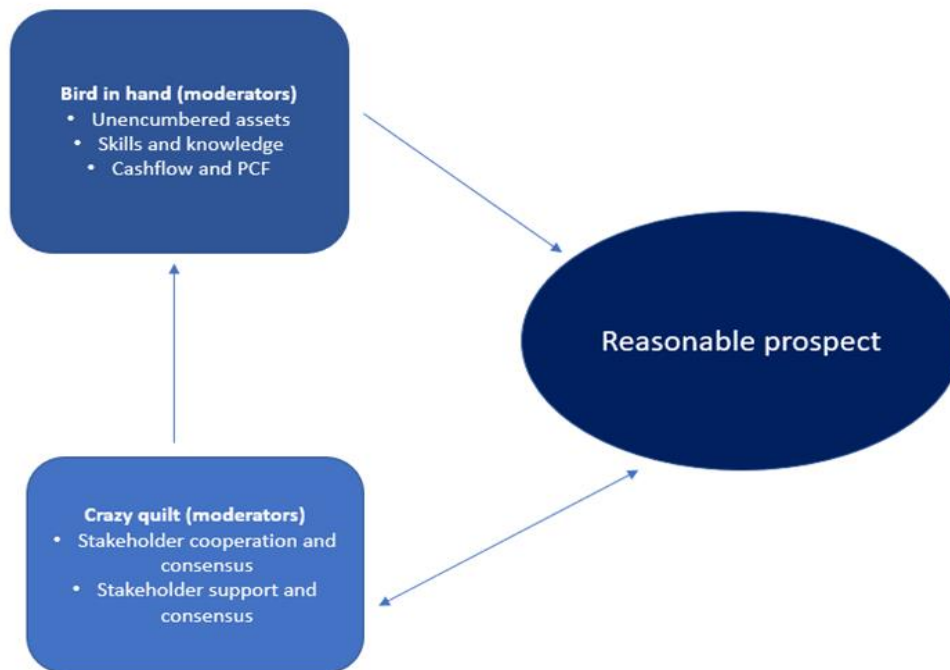 Bird in hand (moderators)
• Unencumbered assets
• Skills and knowledge
• Cashflow and PCF
Reasonable prospect
Crazy quilt (moderators)
• Stakeholder cooperation and
consensus
• Stakeholder support and
consensus